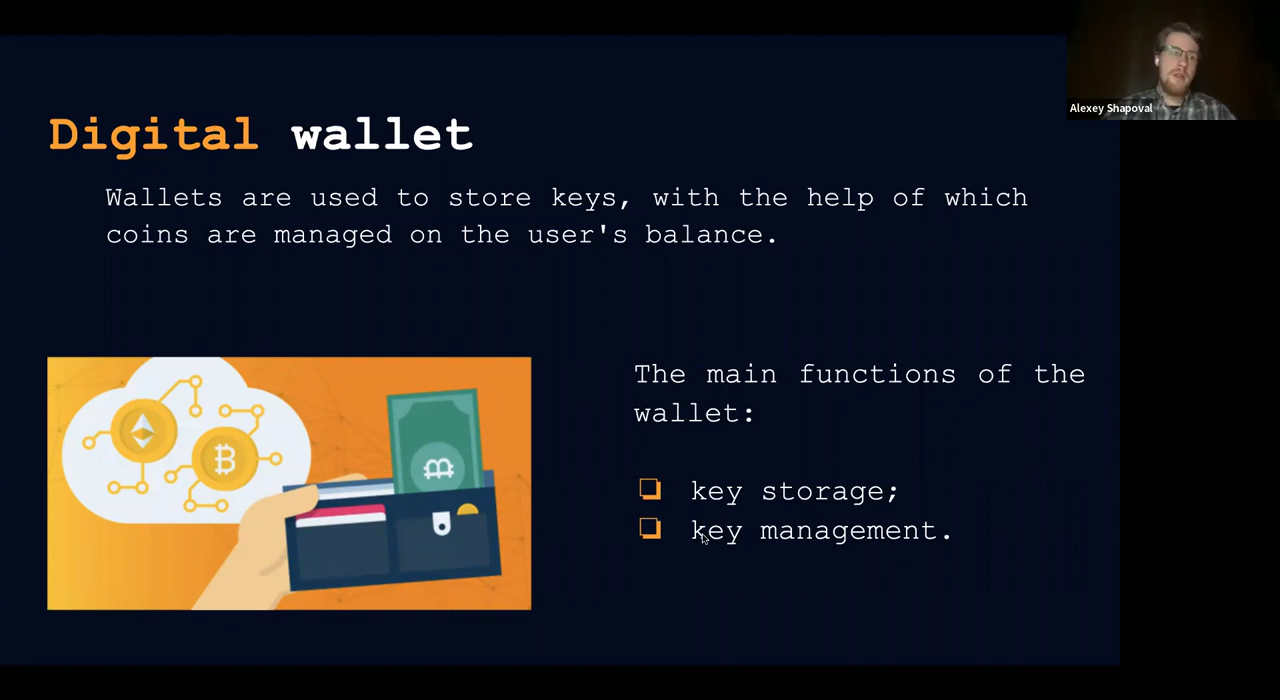 Alexey Shapoval
Digital wallet
Wallets are used to store keys, with the help of which
coins are managed on the user's balance.
The main functions of the
wallet:
key storage;
key management.